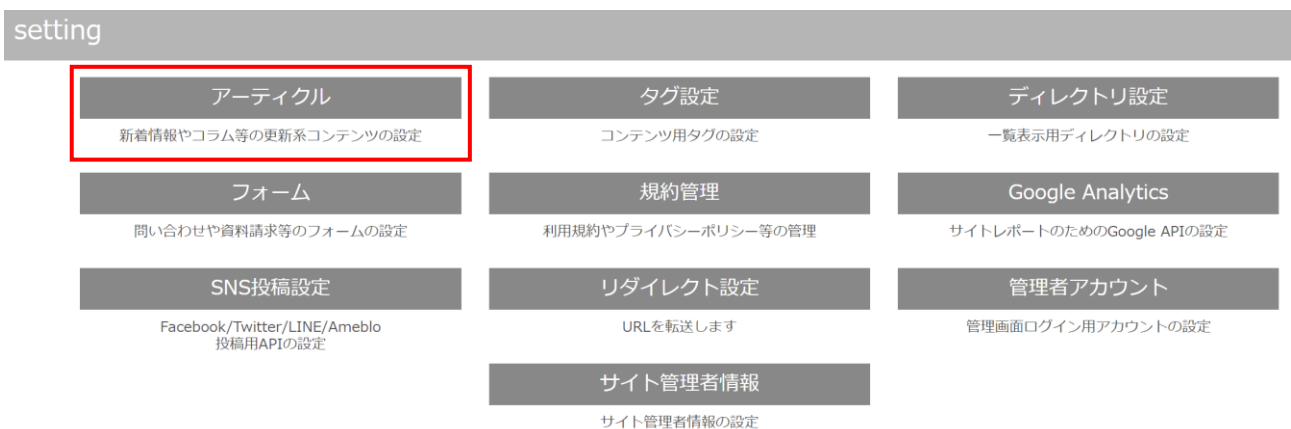 setting
アーティクル
タグ設定
ディレクトリ設定
新着情報やコラム等の更新系コンテンツの設定
コンテンツ用タグの設定
一覧表示用ディレクトリの設定
フォーム
規約管理
Google Analytics
問い合わせや資料請求等のフォームの設定
利用規約やプライバシーポリシー等の管理
サイトレポートのためのGoogle APIの設定
SNS投稿設定
リダイレクト設定
管理者アカウント
Facebook/Twitter/LINE/Ameblo
投稿用APIの設定
URLを転送します
管理画面ログイン用アカウントの設定
サイト管理者情報
サイト管理者情報の設定